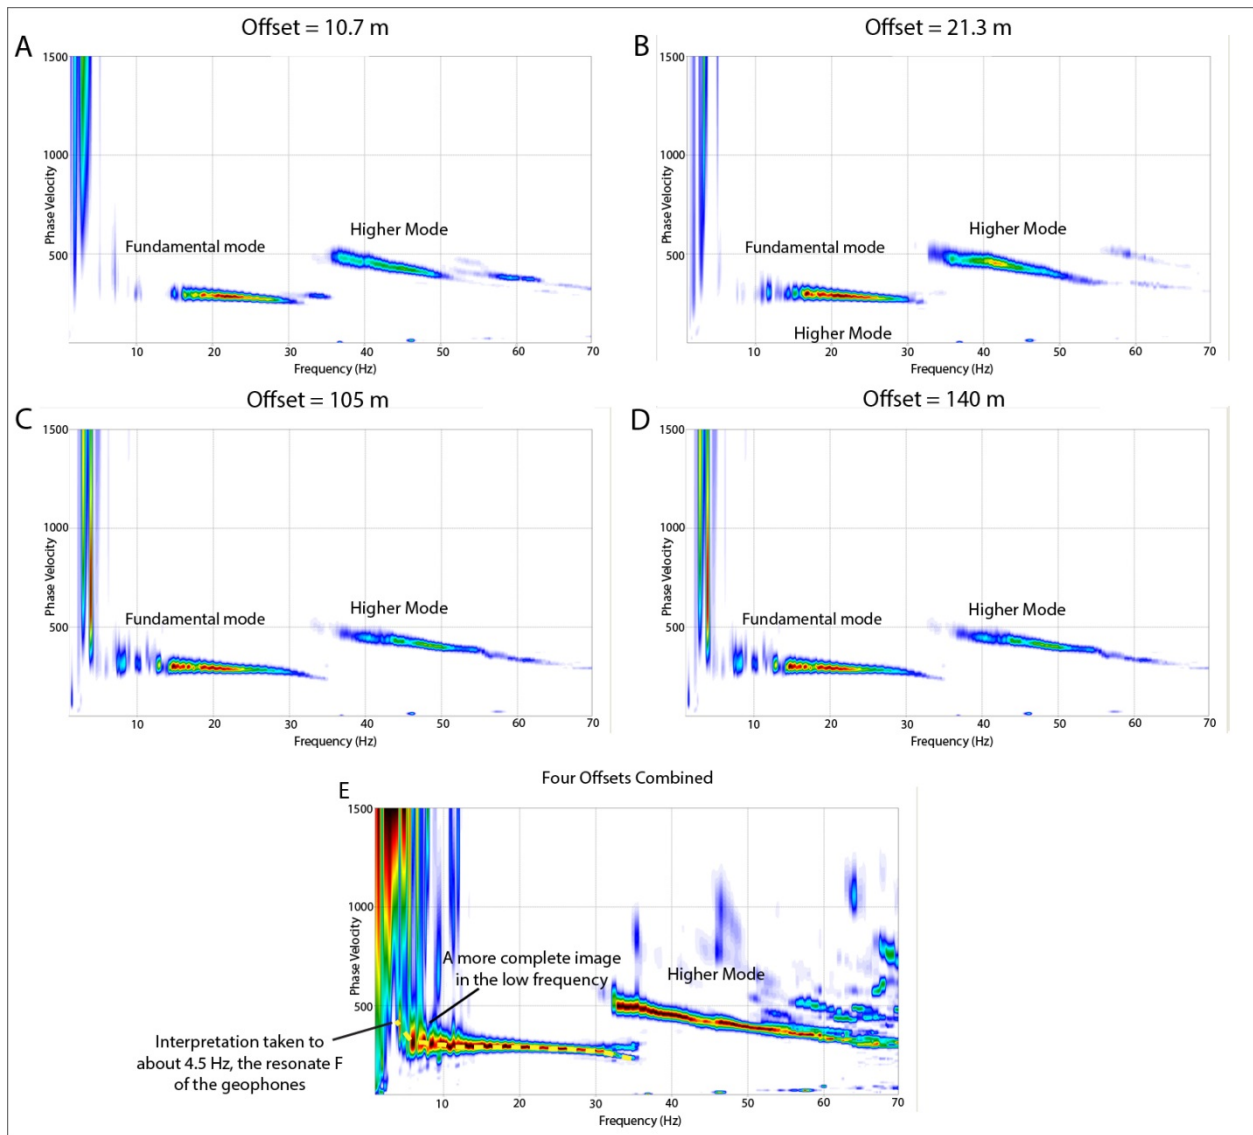 A
Offset = 10.7 m
1500
1000
500
Phase Velocity
Fundamental mode
Higher Mode
10
20
30
40
50
60
70
Frequency (Hz)
B
Offset = 21.3 m
1500
1000
500
Phase Velocity
Fundamental mode
Higher Mode
Higher Mode
10
20
30
40
50
60
70
Frequency (Hz)
C
Offset = 105 m
1500
1000
500
Phase Velocity
Fundamental mode
Higher Mode
10
20
30
40
50
60
70
Frequency (Hz)
D
Offset = 140 m
1500
1000
500
Phase Velocity
Fundamental mode
Higher Mode
10
20
30
40
50
60
70
Frequency (Hz)
E
Four Offsets Combined
1500
1000
500
Phase Velocity
A more complete image
in the low frequency
Higher Mode
Interpretation taken to
about 4.5 Hz, the resonate F
of the geophones
10
20
30
40
50
60
70
Frequency (Hz)